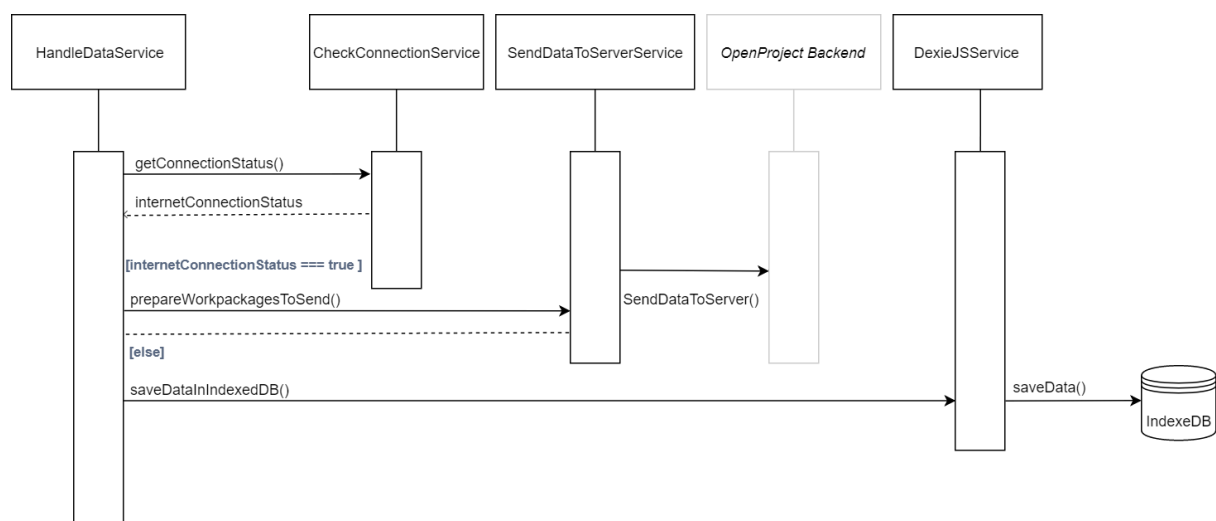 HandleDataService
CheckConnectionService
SendDataToServerService
OpenProject Backend
DexieJSService
getConnectionStatus()
internetConnectionStatus
[internetConnectionStatus === true ]
prepareWorkpackagesToSend()
SendDataToServer()
[else]
saveDataInIndexedDB()
saveData()
IndexeDB